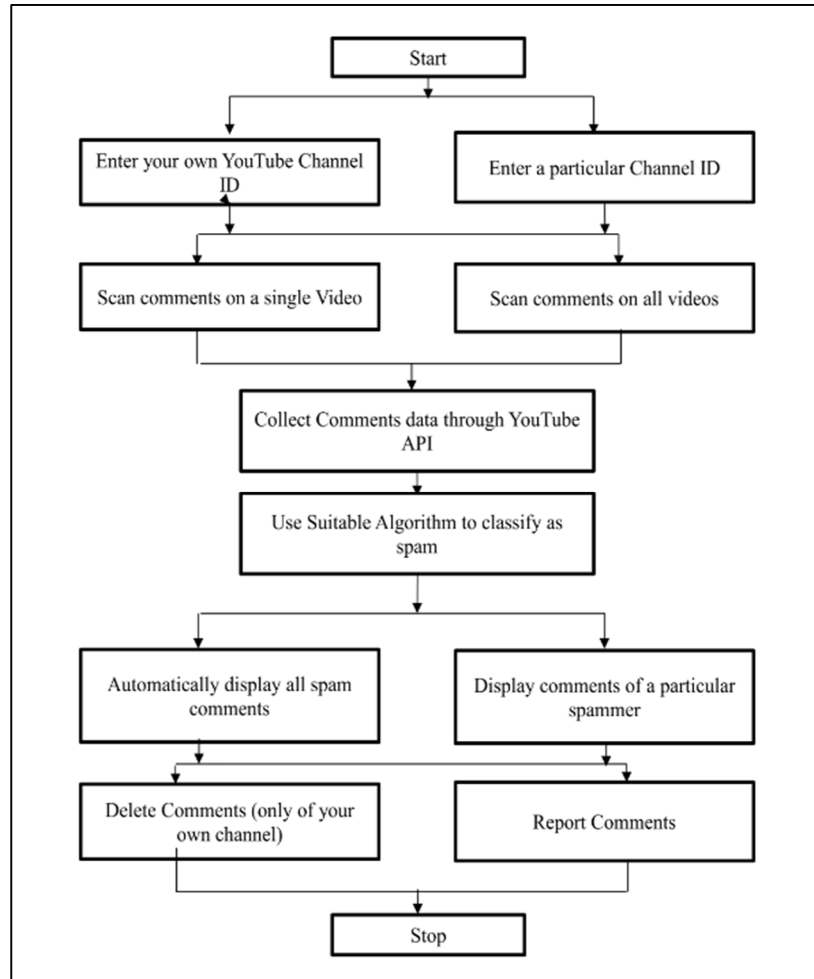 Start
Enter your own YouTube Channel
ID
Enter a particular Channel ID
Scan comments on a single Video
Scan comments on all videos
Collect Comments data through YouTube
API
Use Suitable Algorithm to classify as
spam
Automatically display all spam
comments
Display comments of a particular
spammer
Delete Comments (only of your
own channel)
Report Comments
Stop